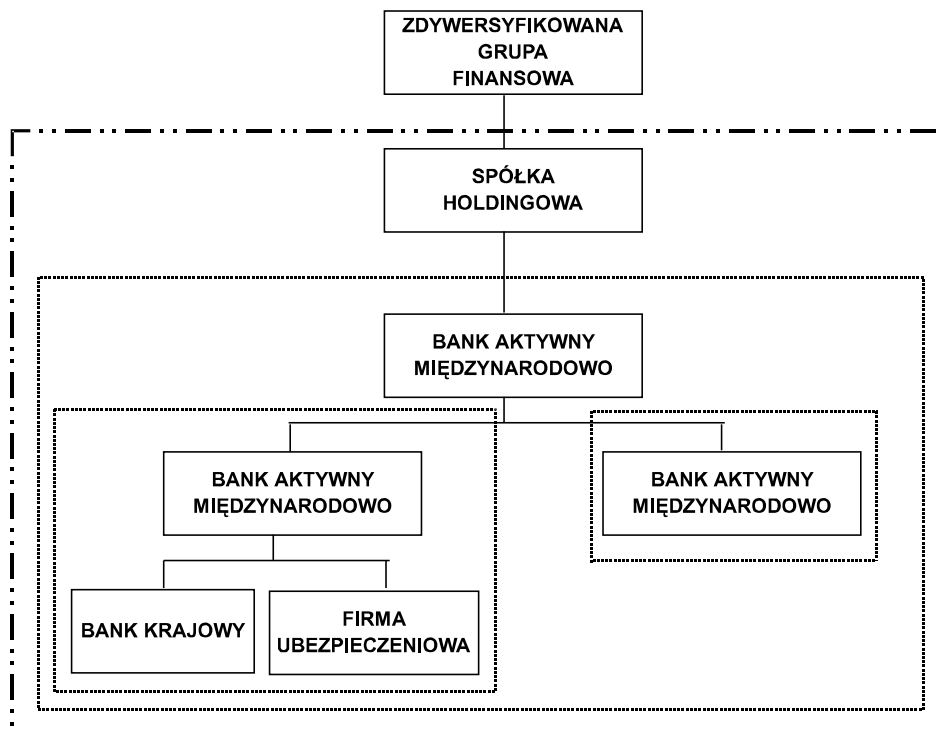 ZDYWERSYFIKOWANA
GRUPA
FINANSOWA
SPÓŁKA
HOLDINGOWA
BANK AKTYWNY
MIĘDZYNARODOWO
BANK AKTYWNY
MIĘDZYNARODOWO
BANK AKTYWNY
MIĘDZYNARODOWO
BANK KRAJOWY
FIRMA
UBEZPIECZENIOWA